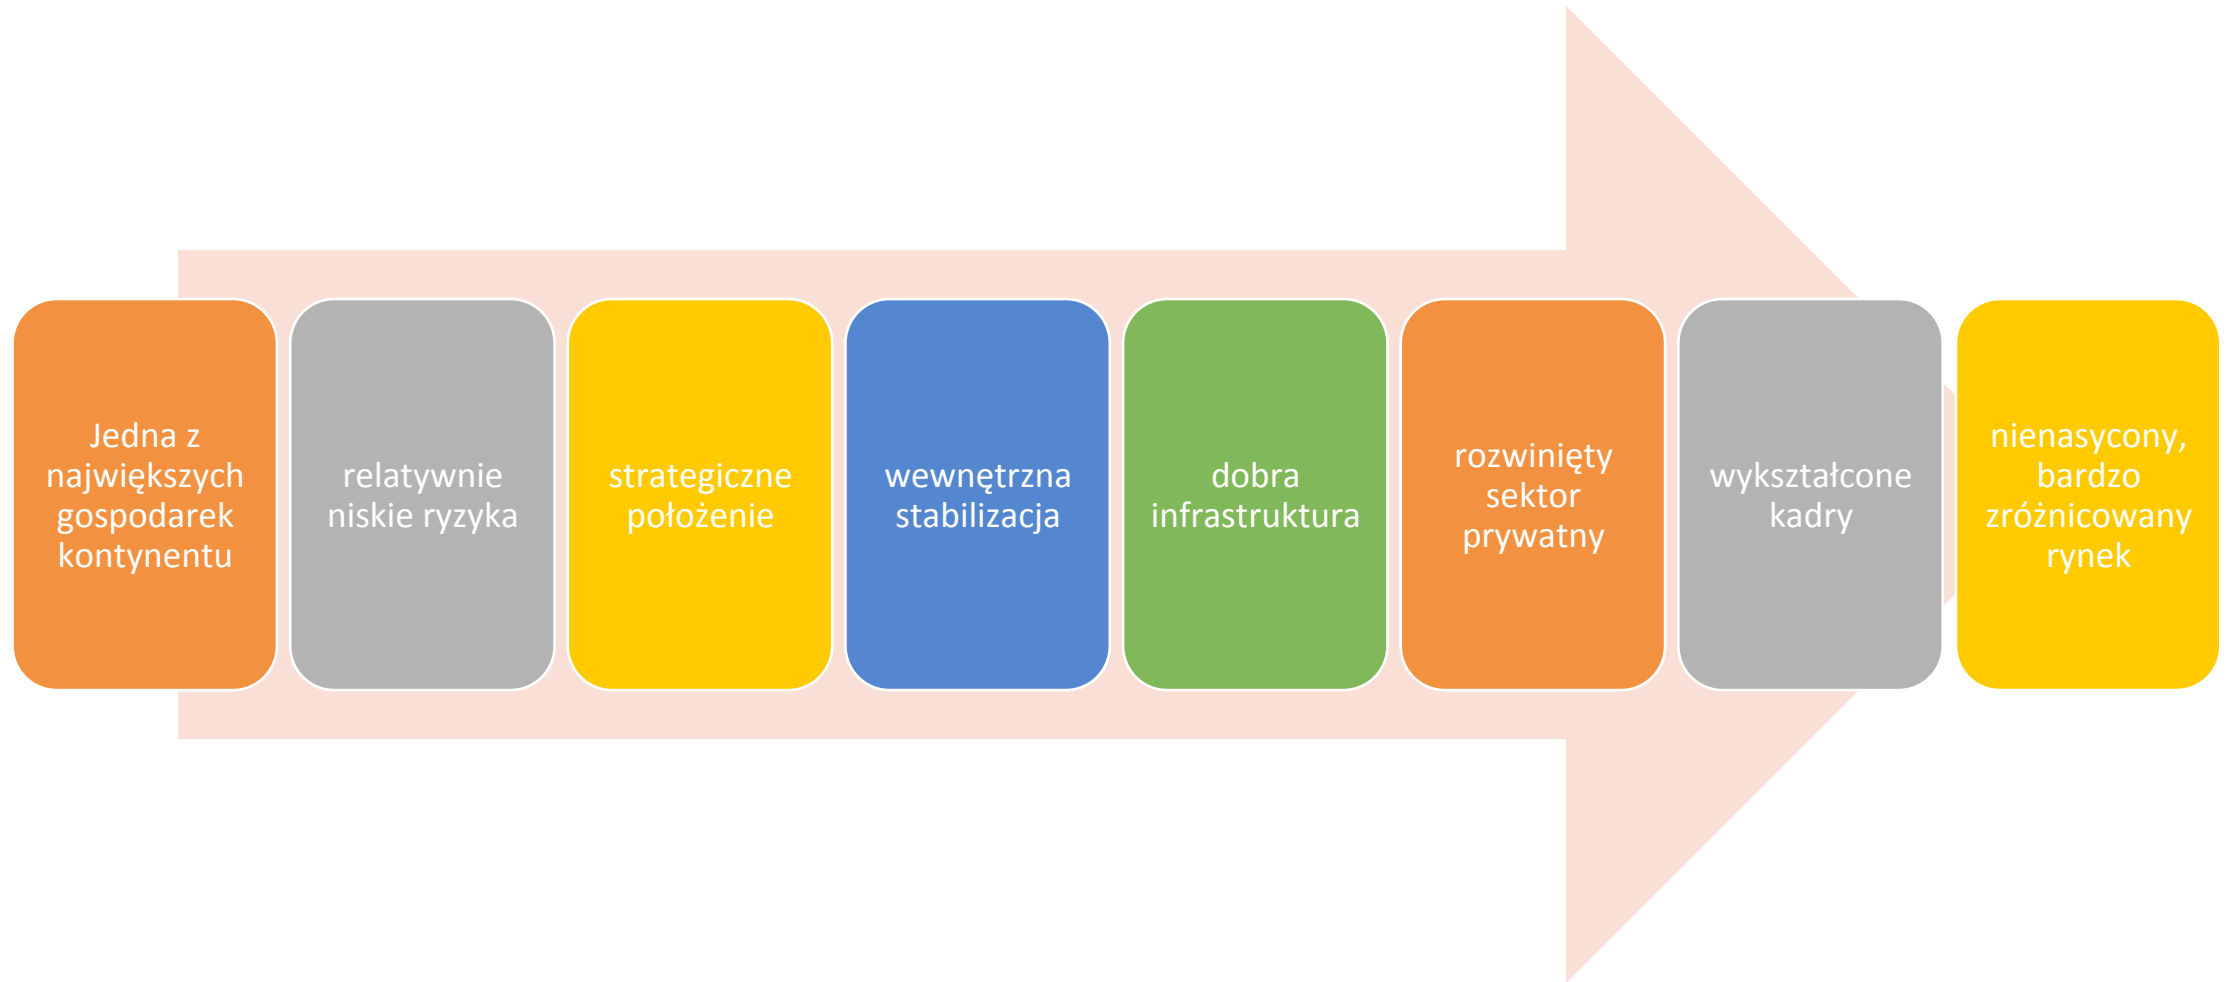 Jedna z
największych
gospodarek
kontynentu
relatywnie
niskie ryzyka
strategiczne
położenie
wewnętrzna
stabilizacja
dobra
infrastruktura
rozwinięty
sektor
prywatny
wykształcone
kadry
nienasycony,
bardzo
zróżnicowany
rynek